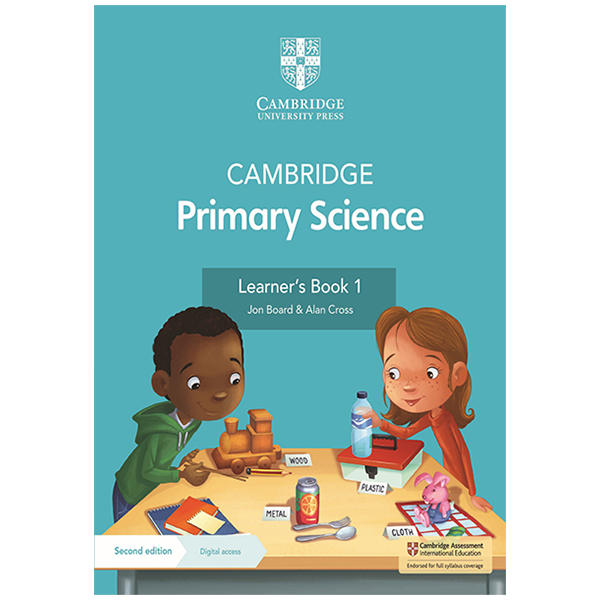 CAMBRIDGE
UNIVERSITY PRESS
CAMBRIDGE
Primary Science
Learner's Book 1
Jon Board & Alan Cross
WOOD
PLASTIC
METAL
CLOTH
Second edition
Digital access
Cambridge Assessment
International Education
Endorsed for full syllabus coverage